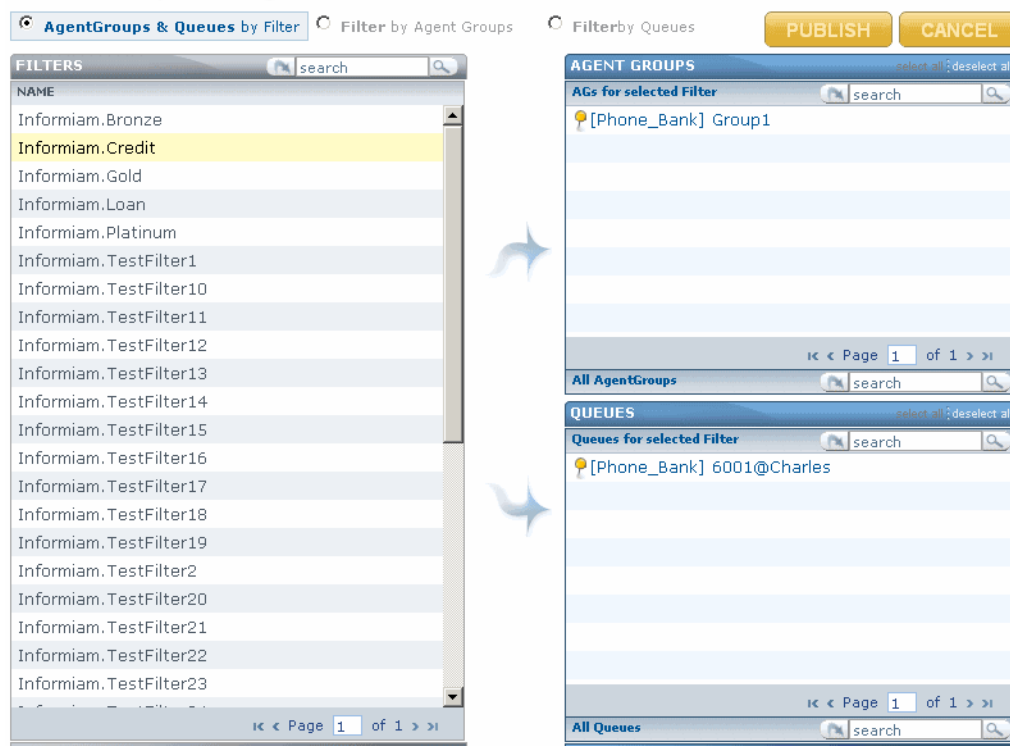 AgentGroups & Queues by Filter Filter by Agent Groups Filterby Queues PUBLISH CANCEL
FILTERS search
NAME
Informiam.Bronze
Informiam.Credit
Informiam.Gold
Informiam.Loan
Informiam.Platinum
Informiam.TestFilter1
Informiam.TestFilter10
Informiam.TestFilter11
Informiam.TestFilter12
Informiam.TestFilter13
Informiam.TestFilter14
Informiam.TestFilter15
Informiam.TestFilter16
Informiam.TestFilter17
Informiam.TestFilter18
Informiam.TestFilter19
Informiam.TestFilter2
Informiam.TestFilter20
Informiam.TestFilter21
Informiam.TestFilter22
Informiam.TestFilter23
Page 1 of 1
AGENT GROUPS select all deselect al
AGs for selected Filter search
[Phone_Bank] Group1
Page 1 of 1
All AgentGroups search
QUEUES select all deselect al
Queues for selected Filter search
[Phone_Bank] 6001@Charles
Page 1 of 1
All Queues search